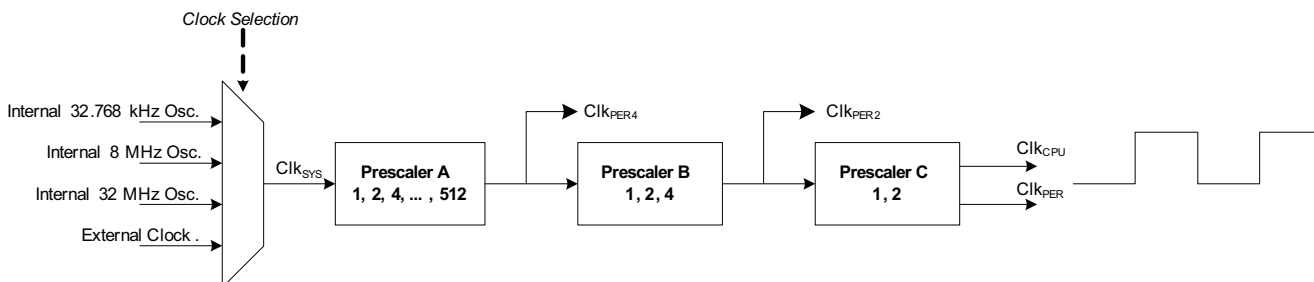 Clock Selection
Internal 32.768 kHz Osc.
Internal 8 MHz Osc.
Internal 32 MHz Osc.
External Clock .
ClkSYS
Prescaler A
1, 2, 4, ... , 512
ClkPER4
Prescaler B
1, 2, 4
ClkPER2
Prescaler C
1, 2
ClkCPU
ClkPER